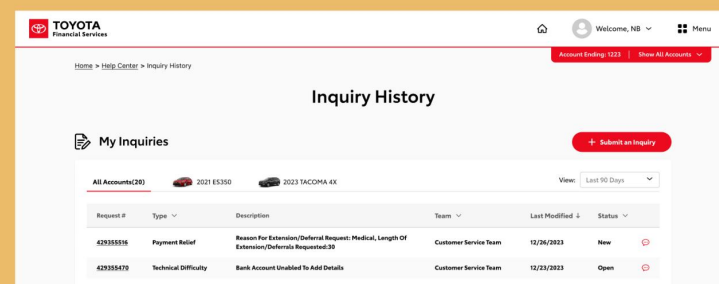 TOYOTA
Financial Services
Welcome, NB
Menu
Account Ending: 1223 | Show All Accounts
Home > Help Center > Inquiry History
Inquiry History
My Inquiries
+ Submit an Inquiry
All Accounts(20)
2021 ES350
2023 TACOMA 4X
View:
Last 90 Days
Request #
Type
Description
Team
Last Modified ↓
Status
429355516
Payment Relief
Reason For Extension/Deferral Request: Medical, Length Of
Extension/Deferrals Requested:30
Customer Service Team
12/26/2023
New
429355470
Technical Difficulty
Bank Account Unabled To Add Details
Customer Service Team
12/23/2023
Open